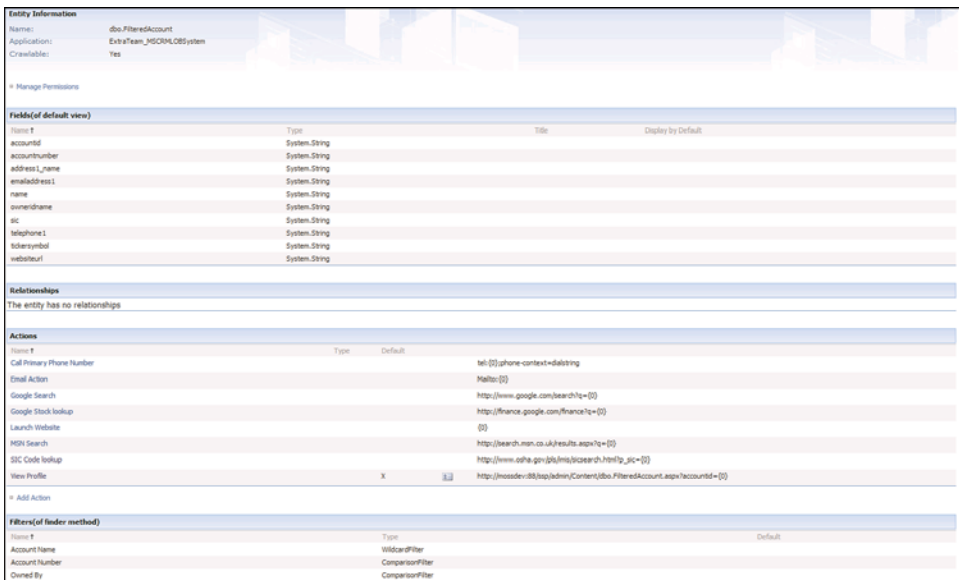 Entity Information
Name: dbo.FilteredAccount
Application: ExtraTeam_MSCRMLOBSystem
Crawlable: Yes
Manage Permissions
Fields(of default view)
Name Type Title Display by Default
accountid System.String
accountnumber System.String
address1_name System.String
emailaddress1 System.String
name System.String
owneridname System.String
sic System.String
telephone1 System.String
tickersymbol System.String
websiteurl System.String
Relationships
The entity has no relationships
Actions
Name Type Default
Call Primary Phone Number tel:{0};phone-context=dialstring
Email Action Mailto:{0}
Google Search http://www.google.com/search?q={0}
Google Stock lookup http://finance.google.com/finance?q={0}
Launch Website {0}
MSN Search http://search.msn.co.uk/results.aspx?q={0}
SIC Code lookup http://www.osha.gov/pls/imis/sicsearch.html?p_sic={0}
View Profile X http://mossdev:88/ssp/admin/Content/dbo.FilteredAccount.aspx?accountid={0}
Add Action
Filters(of finder method)
Name Type Default
Account Name WildcardFilter
Account Number ComparisonFilter
Owned By ComparisonFilter